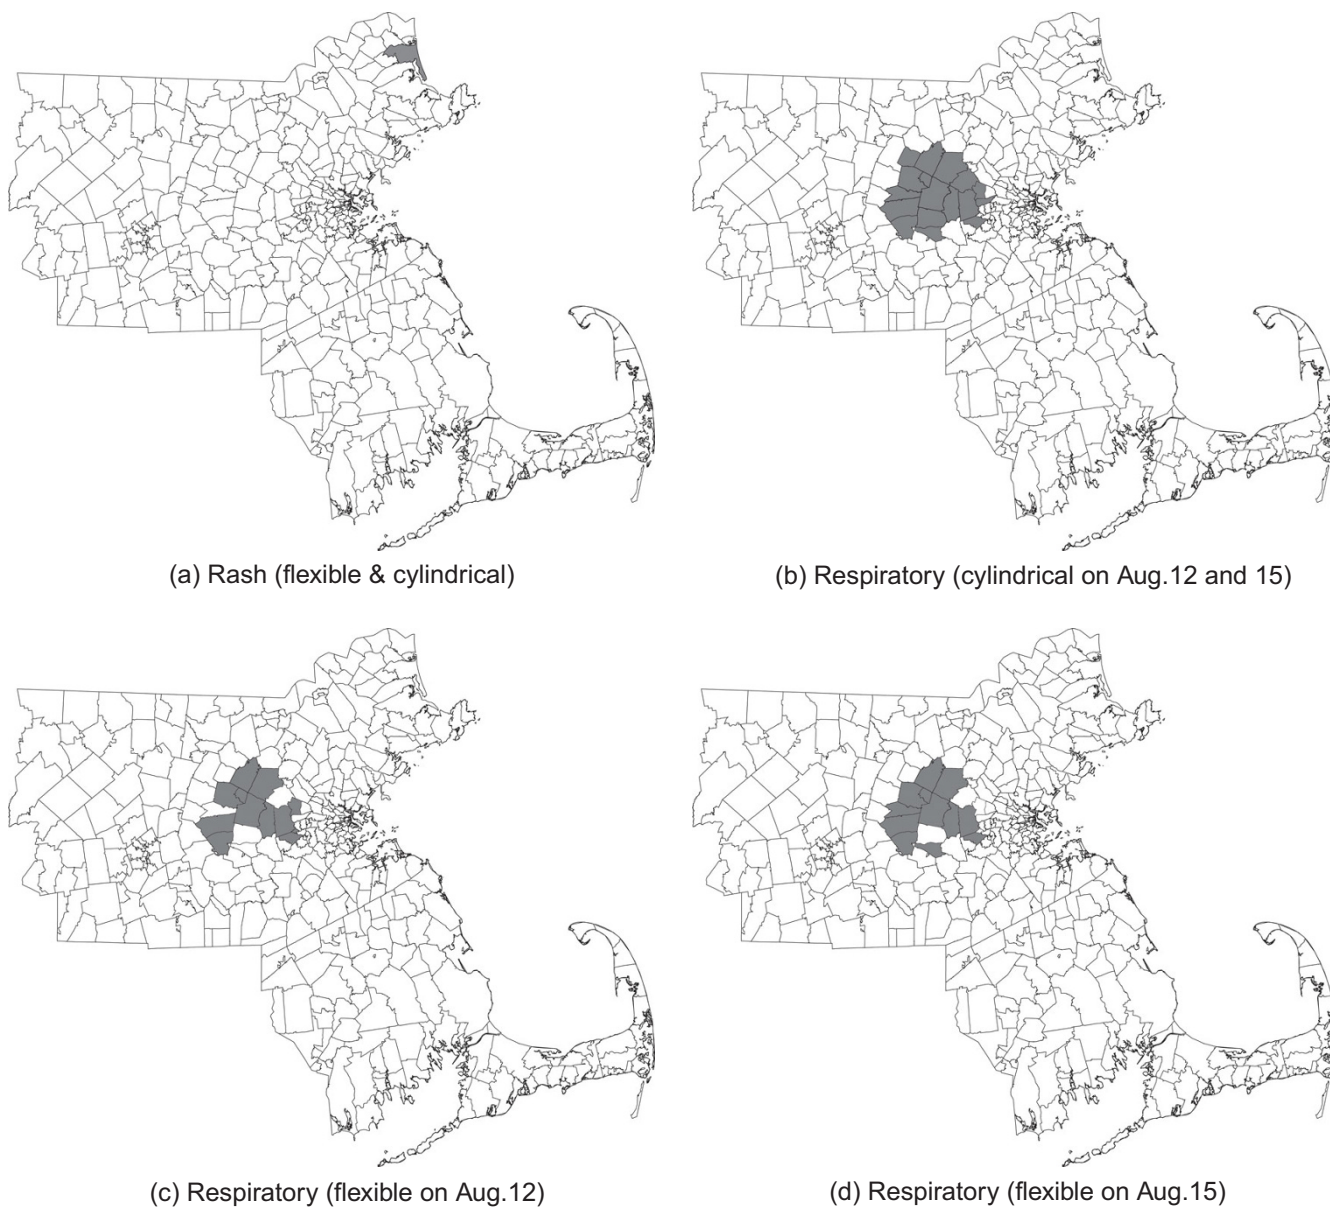 (a) Rash (flexible & cylindrical)
(b) Respiratory (cylindrical on Aug.12 and 15)
(c) Respiratory (flexible on Aug.12)
(d) Respiratory (flexible on Aug.15)